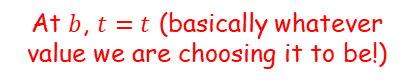 At b, t = t (basically whatever
value we are choosing it to be!)